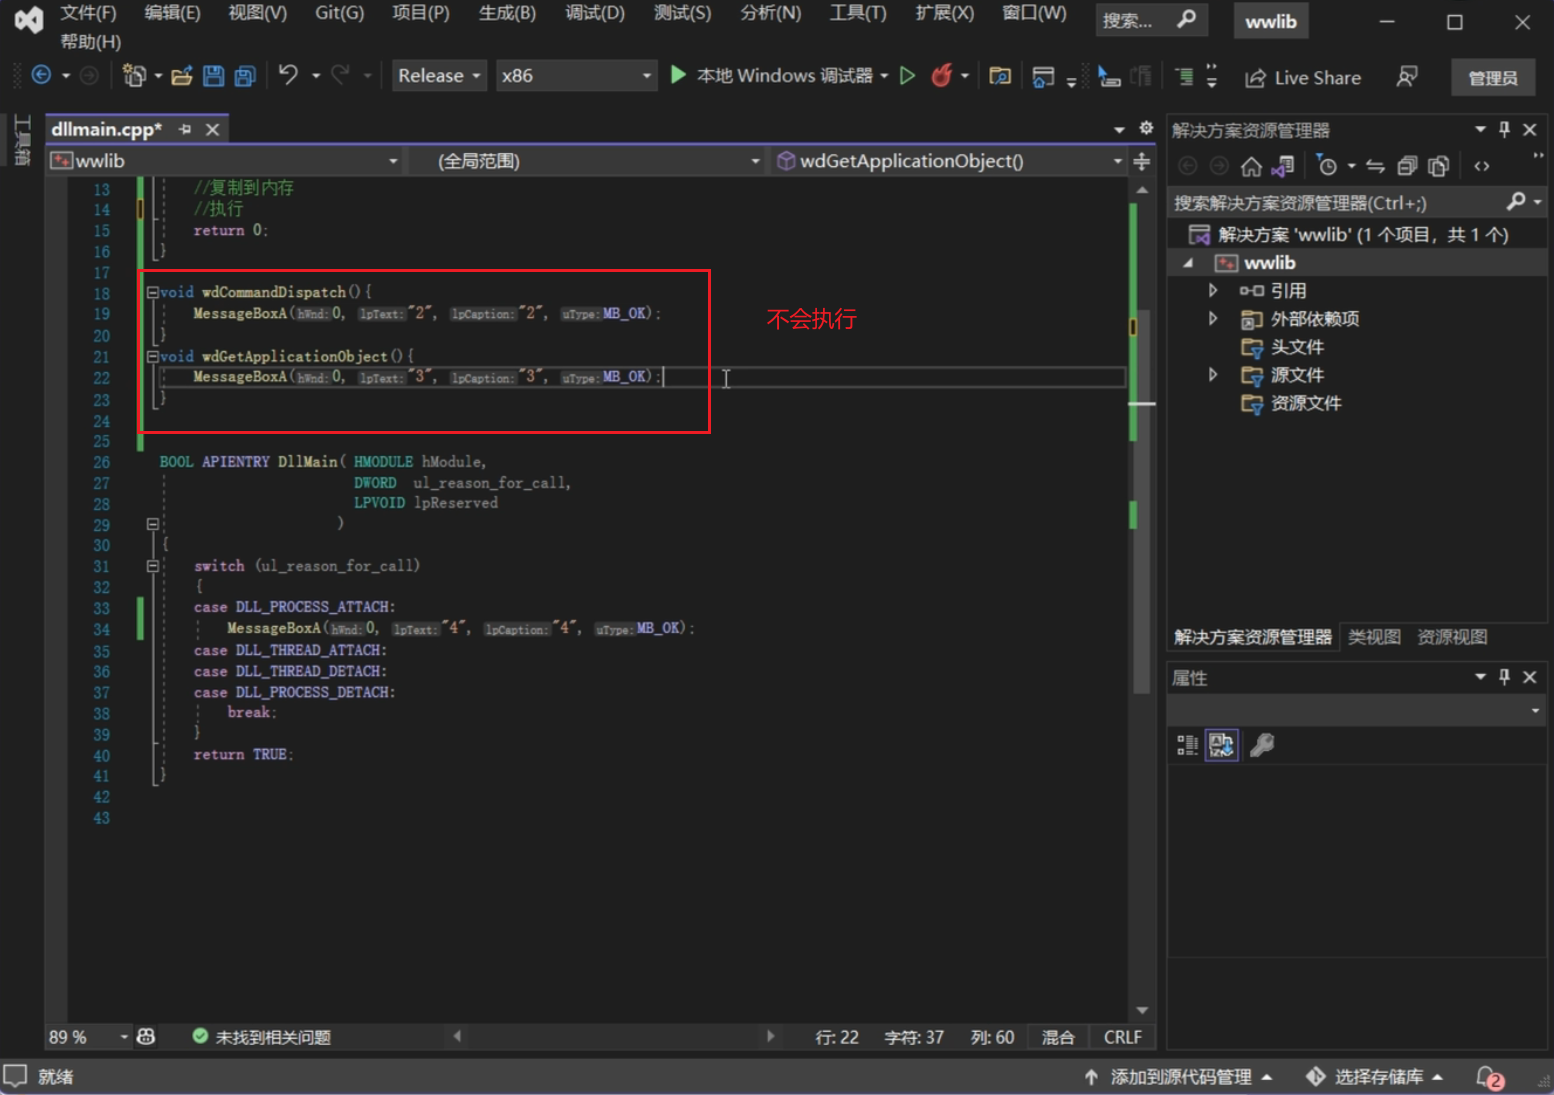 文件(F) 编辑(E) 视图(V) Git(G) 项目(P) 生成(B) 调试(D) 测试(S) 分析(N) 工具(T) 扩展(X) 窗口(W) 搜索... wwlib
帮助(H)
Release x86 本地 Windows 调试器 Live Share 管理员
工具箱
dllmain.cpp*
wwlib (全局范围) wdGetApplicationObject()
13 //复制到内存
14 //执行
15 return 0;
16 }
17
18 void wdCommandDispatch(){
19 MessageBoxA(hWnd:0, lpText:"2", lpCaption:"2", uType:MB_OK);
20 }
21 void wdGetApplicationObject(){
22 MessageBoxA(hWnd:0, lpText:"3", lpCaption:"3", uType:MB_OK);
23 }
24
25
26 BOOL APIENTRY DllMain( HMODULE hModule,
27 DWORD ul_reason_for_call,
28 LPVOID lpReserved
29 )
30 {
31 switch (ul_reason_for_call)
32 {
33 case DLL_PROCESS_ATTACH:
34 MessageBoxA(hWnd:0, lpText:"4", lpCaption:"4", uType:MB_OK);
35 case DLL_THREAD_ATTACH:
36 case DLL_THREAD_DETACH:
37 case DLL_PROCESS_DETACH:
38 break;
39 }
40 return TRUE;
41 }
42
43
不会执行
89 % 未找到相关问题 行: 22 字符: 37 列: 60 混合 CRLF
解决方案资源管理器
搜索解决方案资源管理器(Ctrl+;)
解决方案 'wwlib' (1 个项目，共 1 个)
wwlib
引用
外部依赖项
头文件
源文件
资源文件
解决方案资源管理器 类视图 资源视图
属性
就绪 添加到源代码管理 选择存储库 2